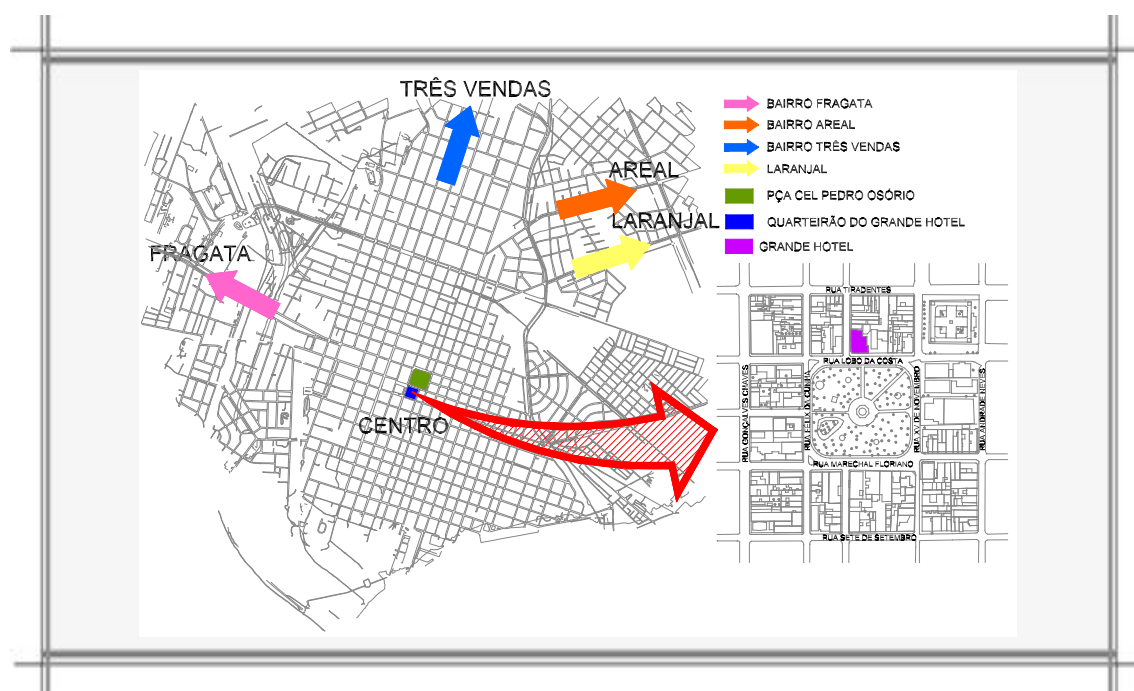 TRÊS VENDAS
AREAL
LARANJAL
FRAGATA
CENTRO
BAIRRO FRAGATA
BAIRRO AREAL
BAIRRO TRÊS VENDAS
LARANJAL
PÇA CEL PEDRO OSÓRIO
QUARTEIRÃO DO GRANDE HOTEL
GRANDE HOTEL
RUA TIRADENTES
RUA LOBO DA COSTA
RUA GONÇALVES CHAVES
RUA FÉLIX DA CUNHA
RUA XV DE NOVEMBRO
RUA ANDRADE NEVES
RUA MARECHAL FLORIANO
RUA SETE DE SETEMBRO